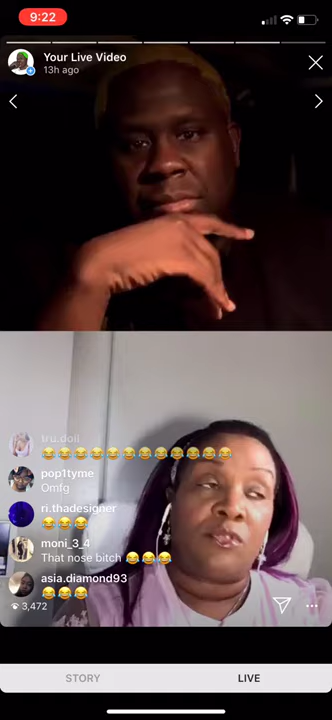 9:22
Your Live Video
13h ago
tru.doll
😂😂😂😂😂😂😂😂😂😂😂😂
pop1tyme
Omfg
ri.thadesigner
😂😂😂
moni_3_4
That nose bitch 😂😂😂
asia.diamond93
😂😂😂
3,472
STORY LIVE